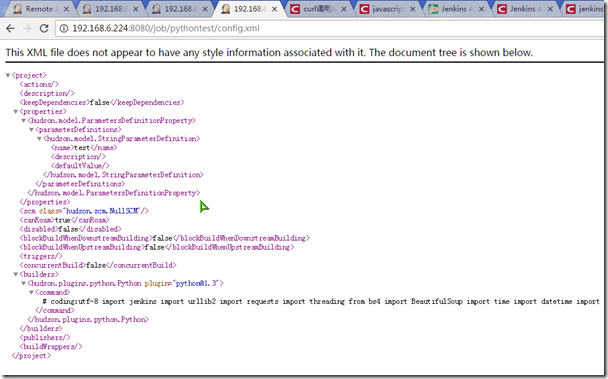 Remote A
192.168.6
192.168.6
192.168.6
curl调用J
javascript
Jenkins A
Jenkins A
jenkins
192.168.6.224:8080/job/pythontest/config.xml
This XML file does not appear to have any style information associated with it. The document tree is shown below.
▼<project>
<actions/>
<description/>
<keepDependencies>false</keepDependencies>
▼<properties>
▼<hudson.model.ParametersDefinitionProperty>
▼<parameterDefinitions>
▼<hudson.model.StringParameterDefinition>
<name>test</name>
<description/>
<defaultValue/>
</hudson.model.StringParameterDefinition>
</parameterDefinitions>
</hudson.model.ParametersDefinitionProperty>
</properties>
<scm class="hudson.scm.NullSCM"/>
<canRoam>true</canRoam>
<disabled>false</disabled>
<blockBuildWhenDownstreamBuilding>false</blockBuildWhenDownstreamBuilding>
<blockBuildWhenUpstreamBuilding>false</blockBuildWhenUpstreamBuilding>
<triggers/>
<concurrentBuild>false</concurrentBuild>
▼<builders>
▼<hudson.plugins.python.Python plugin="python@1.3">
▼<command>
# coding:utf-8 import jenkins import urllib2 import requests import threading from bs4 import BeautifulSoup import time import datetime import
</command>
</hudson.plugins.python.Python>
</builders>
<publishers/>
<buildWrappers/>
</project>